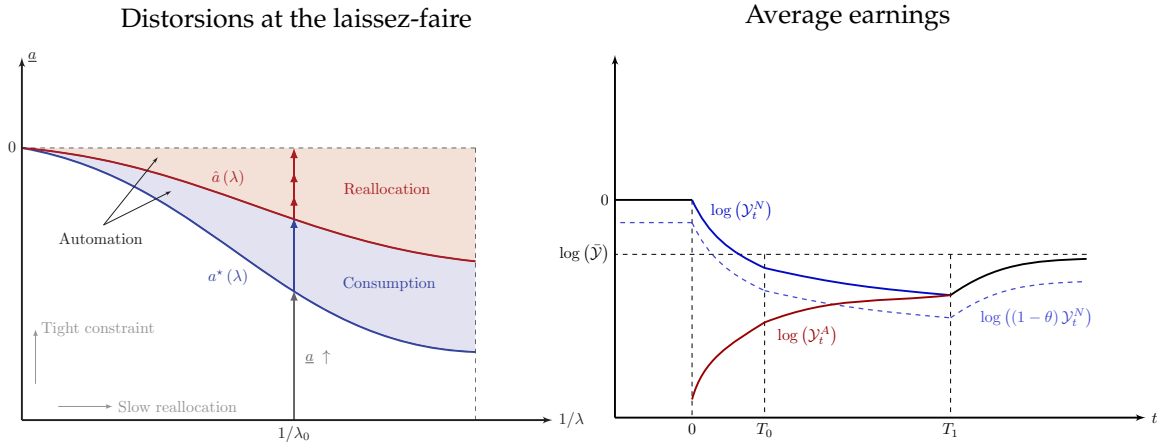 Distorsions at the laissez-faire
a
0
â (λ)
Reallocation
Automation
a⋆ (λ)
Consumption
Tight constraint
a ↑
Slow reallocation
1/λ₀
1/λ
Average earnings
0
log (𝒴ₜᴺ)
log (𝒴̄)
log ((1 − θ) 𝒴ₜᴺ)
log (𝒴ₜᴬ)
0
T₀
T₁
t